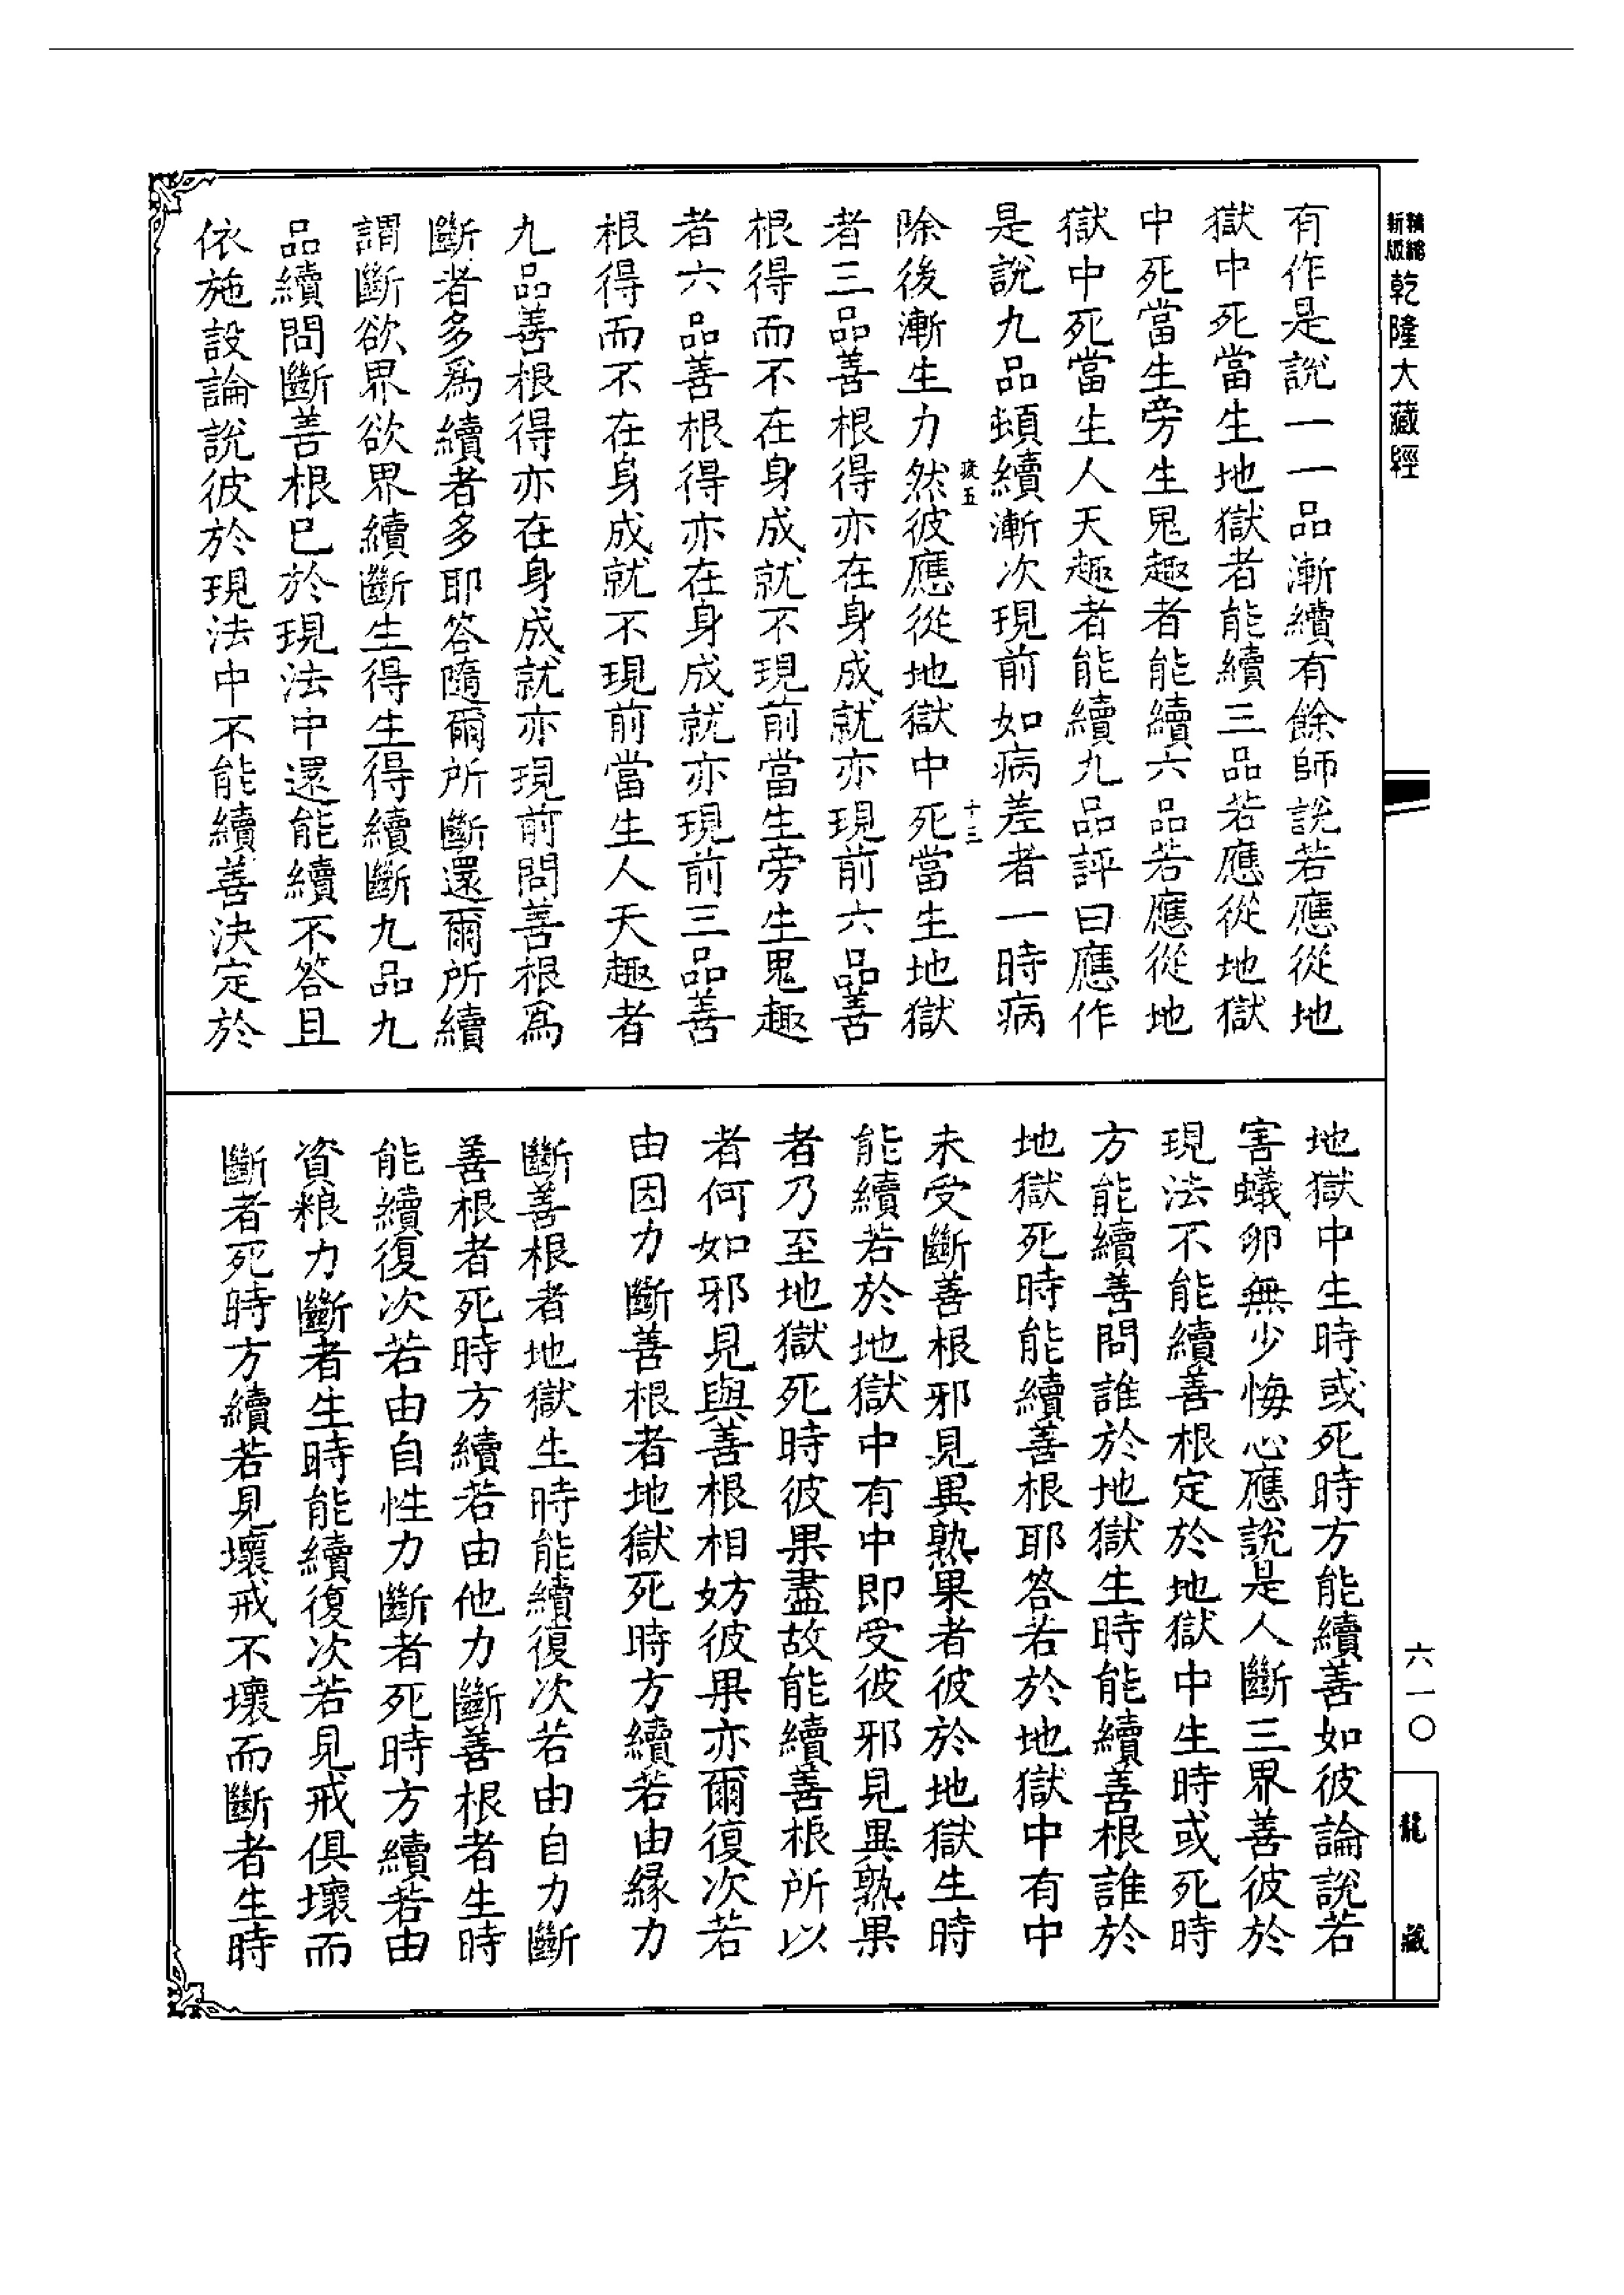 精縮
新版
乾隆大藏經
有作是說一一品漸續有餘師說若應從地
獄中死當生地獄者能續三品若應從地獄
中死當生旁生鬼趣者能續六品若應從地
獄中死當生人天趣者能續九品評曰應作
是說九品頓續漸次現前如病差者一時病
疲五
十三
除後漸生力然彼應從地獄中死當生地獄
者三品善根得亦在身成就亦現前六品善
根得而不在身成就不現前當生旁生鬼趣
者六品善根得亦在身成就亦現前三品善
根得而不在身成就不現前當生人天趣者
九品善根得亦在身成就亦現前問善根為
斷者多為續者多耶答隨爾所斷還爾所續
謂斷欲界欲界續斷生得生得續斷九品九
品續問斷善根已於現法中還能續不答且
依施設論說彼於現法中不能續善決定於
地獄中生時或死時方能續善如彼論說若
害蟻卵無少悔心應說是人斷三界善彼於
現法不能續善根定於地獄中生時或死時
方能續善問誰於地獄生時能續善根誰於
地獄死時能續善根耶答若於地獄中有中
未受斷善根邪見異熟果者彼於地獄生時
能續若於地獄中有中即受彼邪見異熟果
者乃至地獄死時彼果盡故能續善根所以
者何如邪見與善根相妨彼果亦爾復次若
由因力斷善根者地獄死時方續若由緣力
斷善根者地獄生時能續復次若由自力斷
善根者死時方續若由他力斷善根者生時
能續復次若由自性力斷者死時方續若由
資粮力斷者生時能續復次若見戒俱壞而
斷者死時方續若見壞戒不壞而斷者生時
六一〇
龍藏